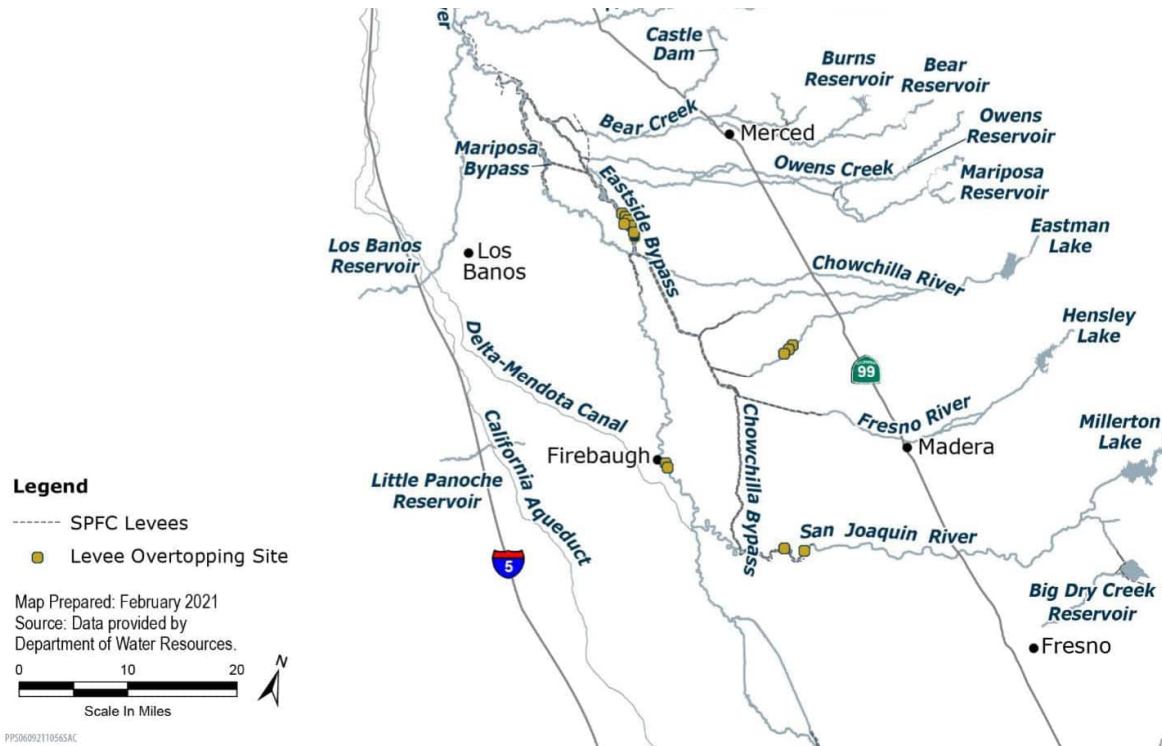 Castle
Dam
Burns
Reservoir
Bear
Reservoir
Owens
Reservoir
Bear Creek
Merced
Mariposa
Bypass
Owens Creek
Mariposa
Reservoir
Eastside Bypass
Eastman
Lake
Los Banos
Reservoir
Los
Banos
Chowchilla River
Hensley
Lake
Delta-Mendota Canal
99
Fresno River
Millerton
Lake
California Aqueduct
Chowchilla Bypass
Firebaugh
Madera
Little Panoche
Reservoir
San Joaquin River
5
Big Dry Creek
Reservoir
Fresno
Legend
SPFC Levees
Levee Overtopping Site
Map Prepared: February 2021
Source: Data provided by
Department of Water Resources.
0 10 20
Scale In Miles
N
PPS0609211056SAC